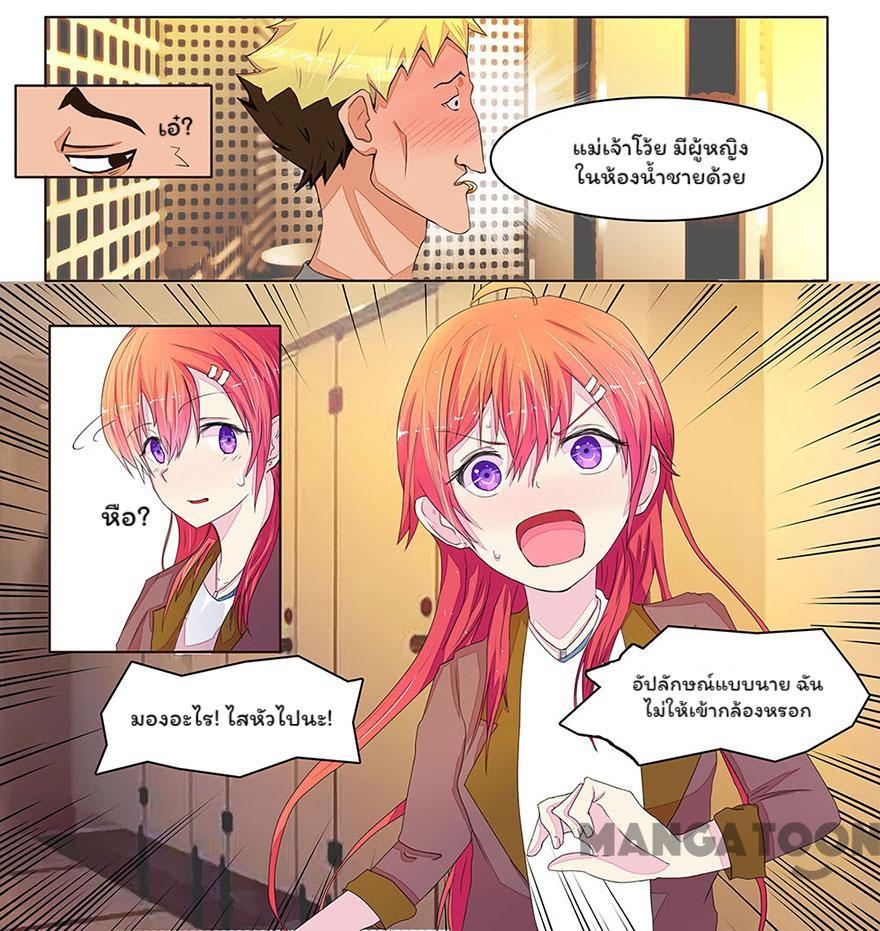 เอ๋?
แม่เจ้าโว้ย มีผู้หญิง
ในห้องน้ำชายด้วย
หือ?
มองอะไร! ไสหัวไปนะ!
อัปลักษณ์แบบนาย ฉัน
ไม่ให้เข้ากล้องหรอก
MANGATOON